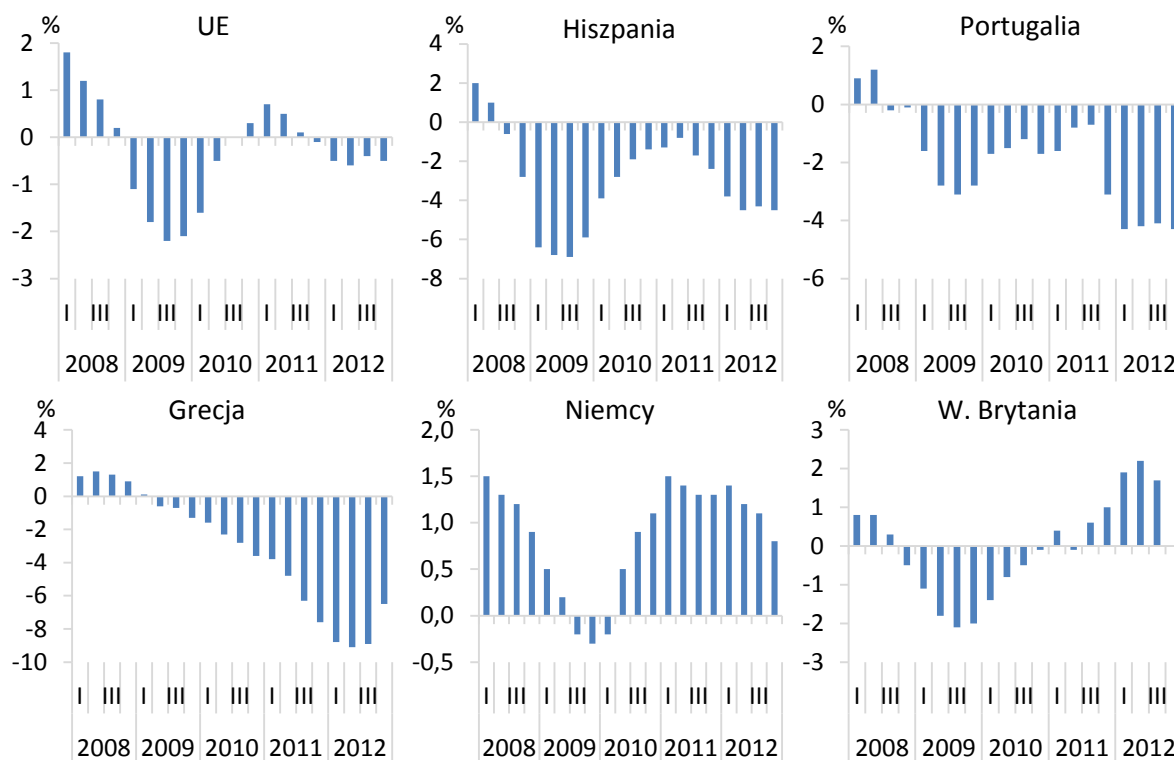 % UE
2
1
0
-1
-2
-3
I III I III I III I III I III
2008 2009 2010 2011 2012
% Hiszpania
4
2
0
-2
-4
-6
-8
I III I III I III I III I III
2008 2009 2010 2011 2012
% Portugalia
2
0
-2
-4
-6
I III I III I III I III I III
2008 2009 2010 2011 2012
% Grecja
4
2
0
-2
-4
-6
-8
-10
I III I III I III I III I III
2008 2009 2010 2011 2012
% Niemcy
2,0
1,5
1,0
0,5
0,0
-0,5
I III I III I III I III I III
2008 2009 2010 2011 2012
% W. Brytania
3
2
1
0
-1
-2
-3
I III I III I III I III I III
2008 2009 2010 2011 2012